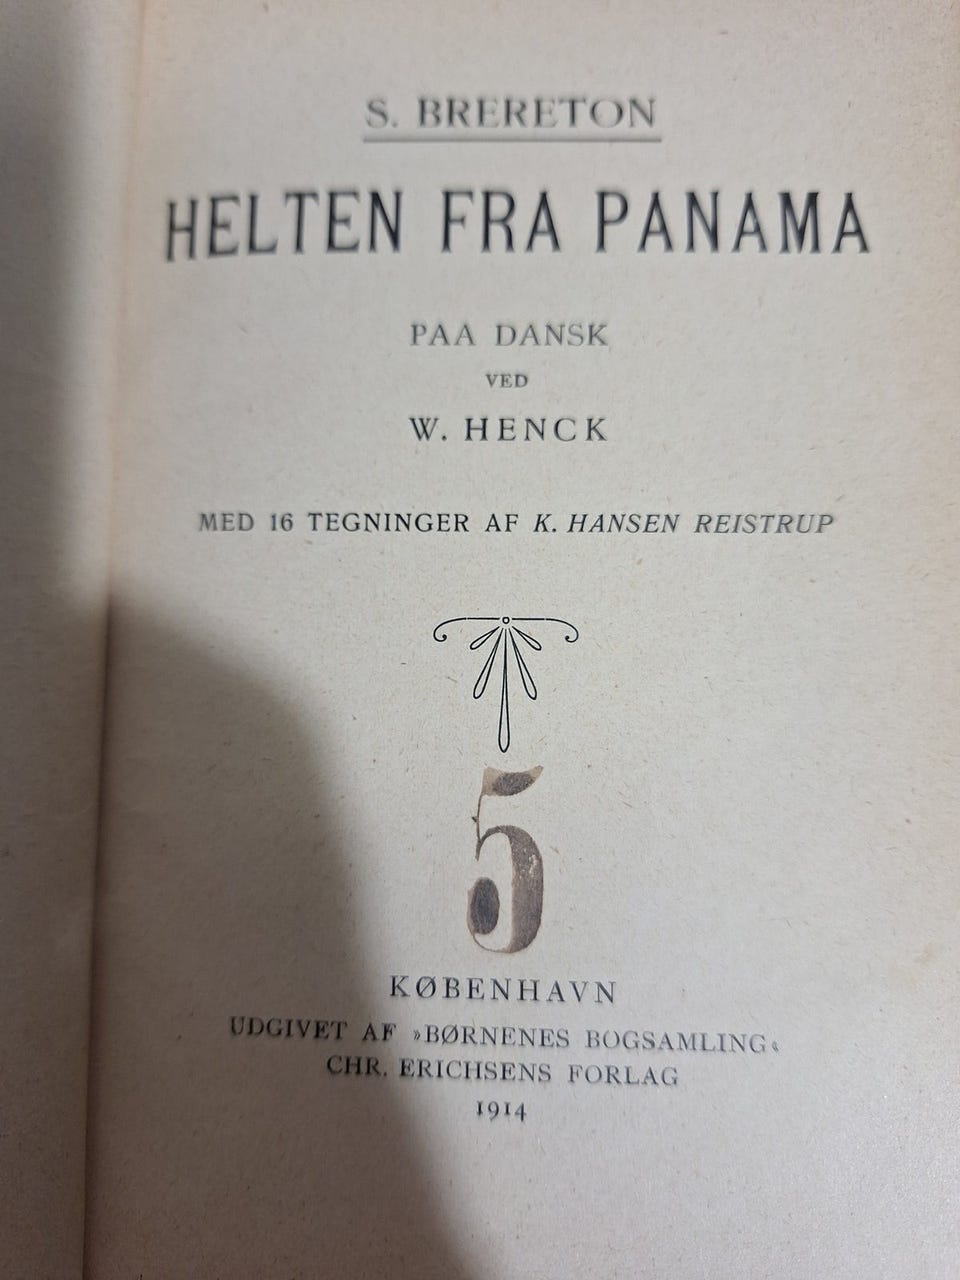 S. BRERETON
HELTEN FRA PANAMA
PAA DANSK
VED
W. HENCK
MED 16 TEGNINGER AF K. HANSEN REISTRUP
5
KØBENHAVN
UDGIVET AF »BØRNENES BOGSAMLING«
CHR. ERICHSENS FORLAG
1914